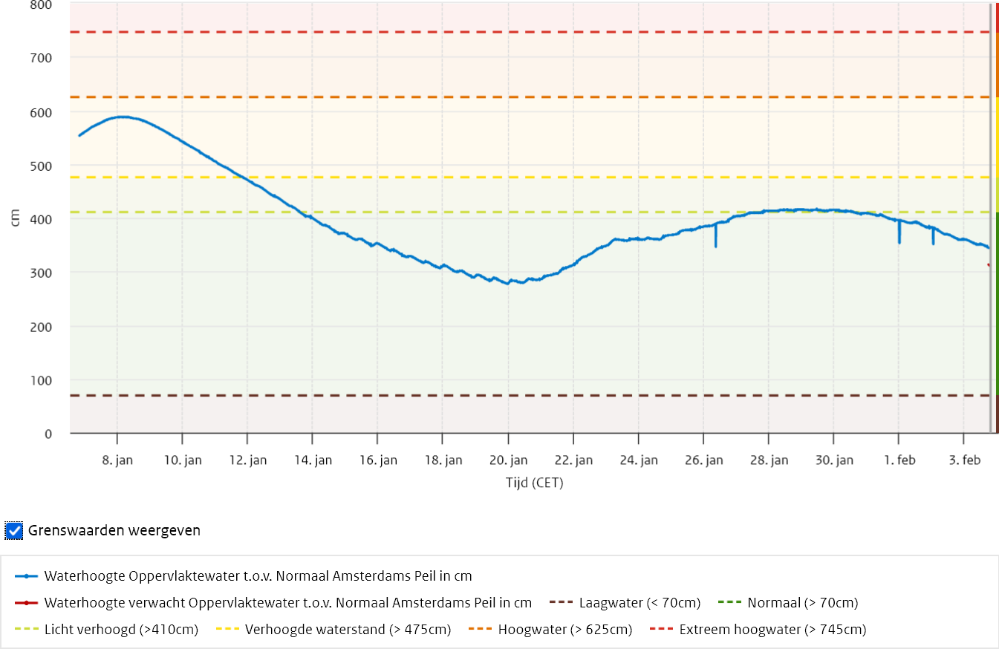 800
700
600
500
400
300
200
100
0
cm
8. jan 10. jan 12. jan 14. jan 16. jan 18. jan 20. jan 22. jan 24. jan 26. jan 28. jan 30. jan 1. feb 3. feb
Tijd (CET)
Grenswaarden weergeven
Waterhoogte Oppervlaktewater t.o.v. Normaal Amsterdams Peil in cm
Waterhoogte verwacht Oppervlaktewater t.o.v. Normaal Amsterdams Peil in cm Laagwater (< 70cm) Normaal (> 70cm)
Licht verhoogd (>410cm) Verhoogde waterstand (> 475cm) Hoogwater (> 625cm) Extreem hoogwater (> 745cm)